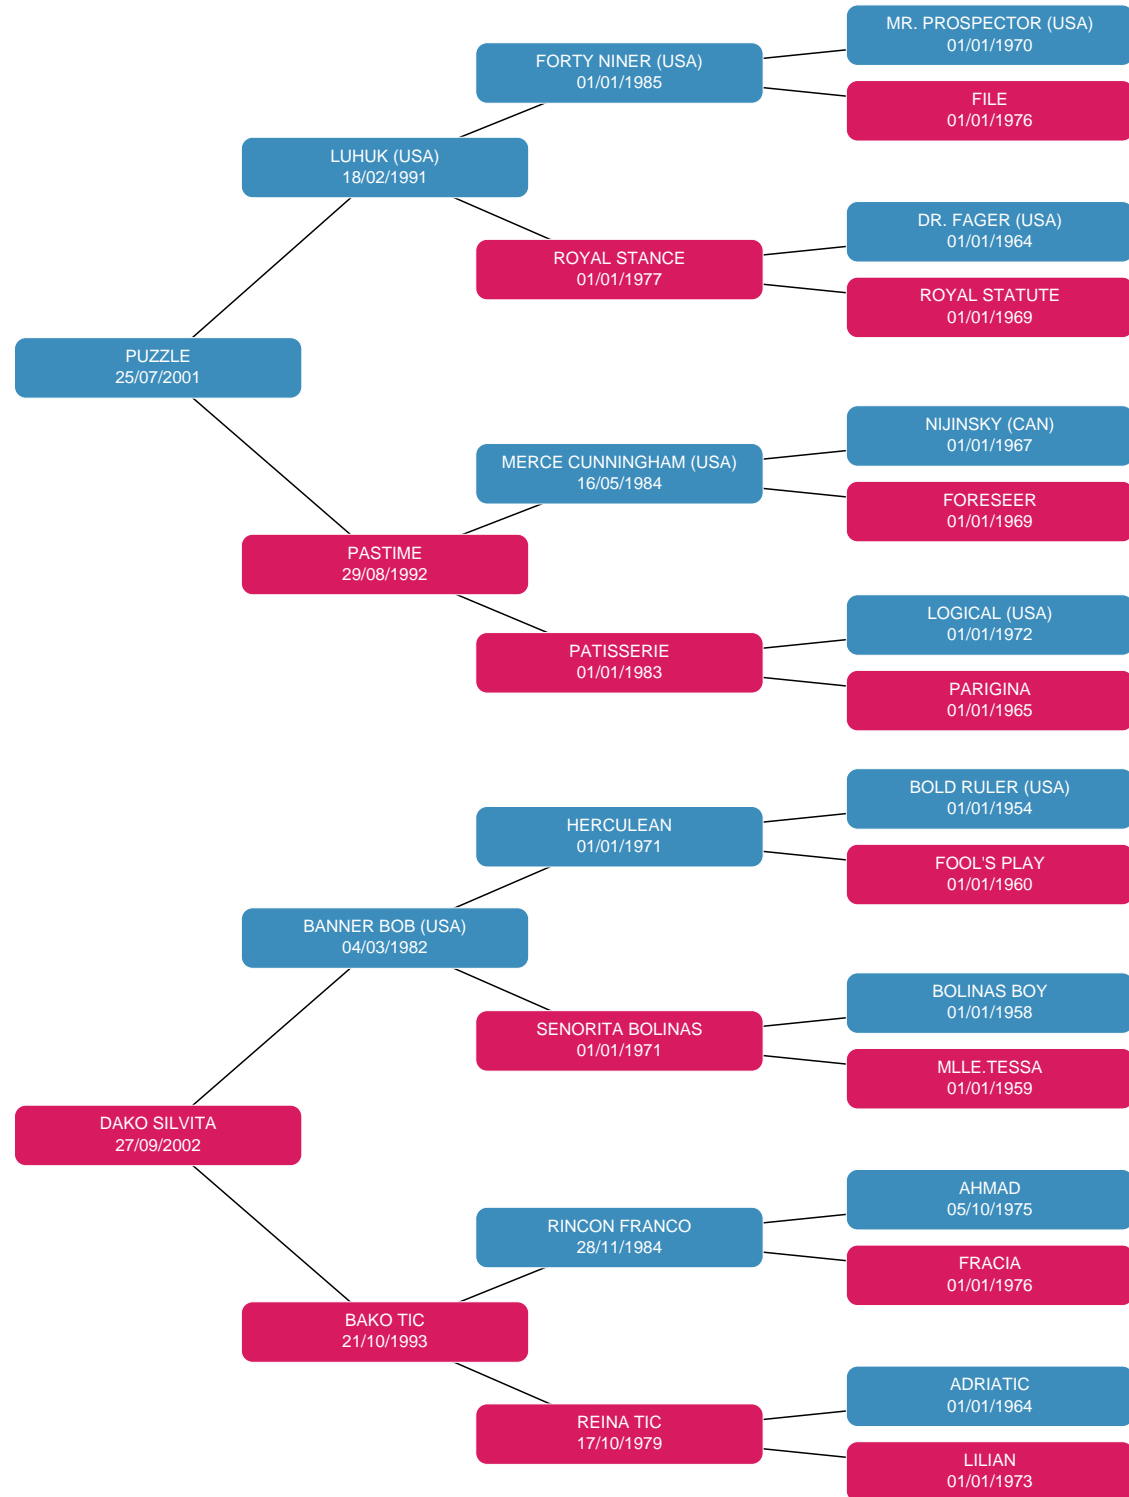 MR. PROSPECTOR (USA)
01/01/1970
FORTY NINER (USA)
01/01/1985
FILE
01/01/1976
LUHUK (USA)
18/02/1991
DR. FAGER (USA)
01/01/1964
ROYAL STANCE
01/01/1977
ROYAL STATUTE
01/01/1969
PUZZLE
25/07/2001
NIJINSKY (CAN)
01/01/1967
MERCE CUNNINGHAM (USA)
16/05/1984
FORESEER
01/01/1969
PASTIME
29/08/1992
LOGICAL (USA)
01/01/1972
PATISSERIE
01/01/1983
PARIGINA
01/01/1965
BOLD RULER (USA)
01/01/1954
HERCULEAN
01/01/1971
FOOL'S PLAY
01/01/1960
BANNER BOB (USA)
04/03/1982
BOLINAS BOY
01/01/1958
SENORITA BOLINAS
01/01/1971
MLLE.TESSA
01/01/1959
DAKO SILVITA
27/09/2002
AHMAD
05/10/1975
RINCON FRANCO
28/11/1984
FRACIA
01/01/1976
BAKO TIC
21/10/1993
ADRIATIC
01/01/1964
REINA TIC
17/10/1979
LILIAN
01/01/1973